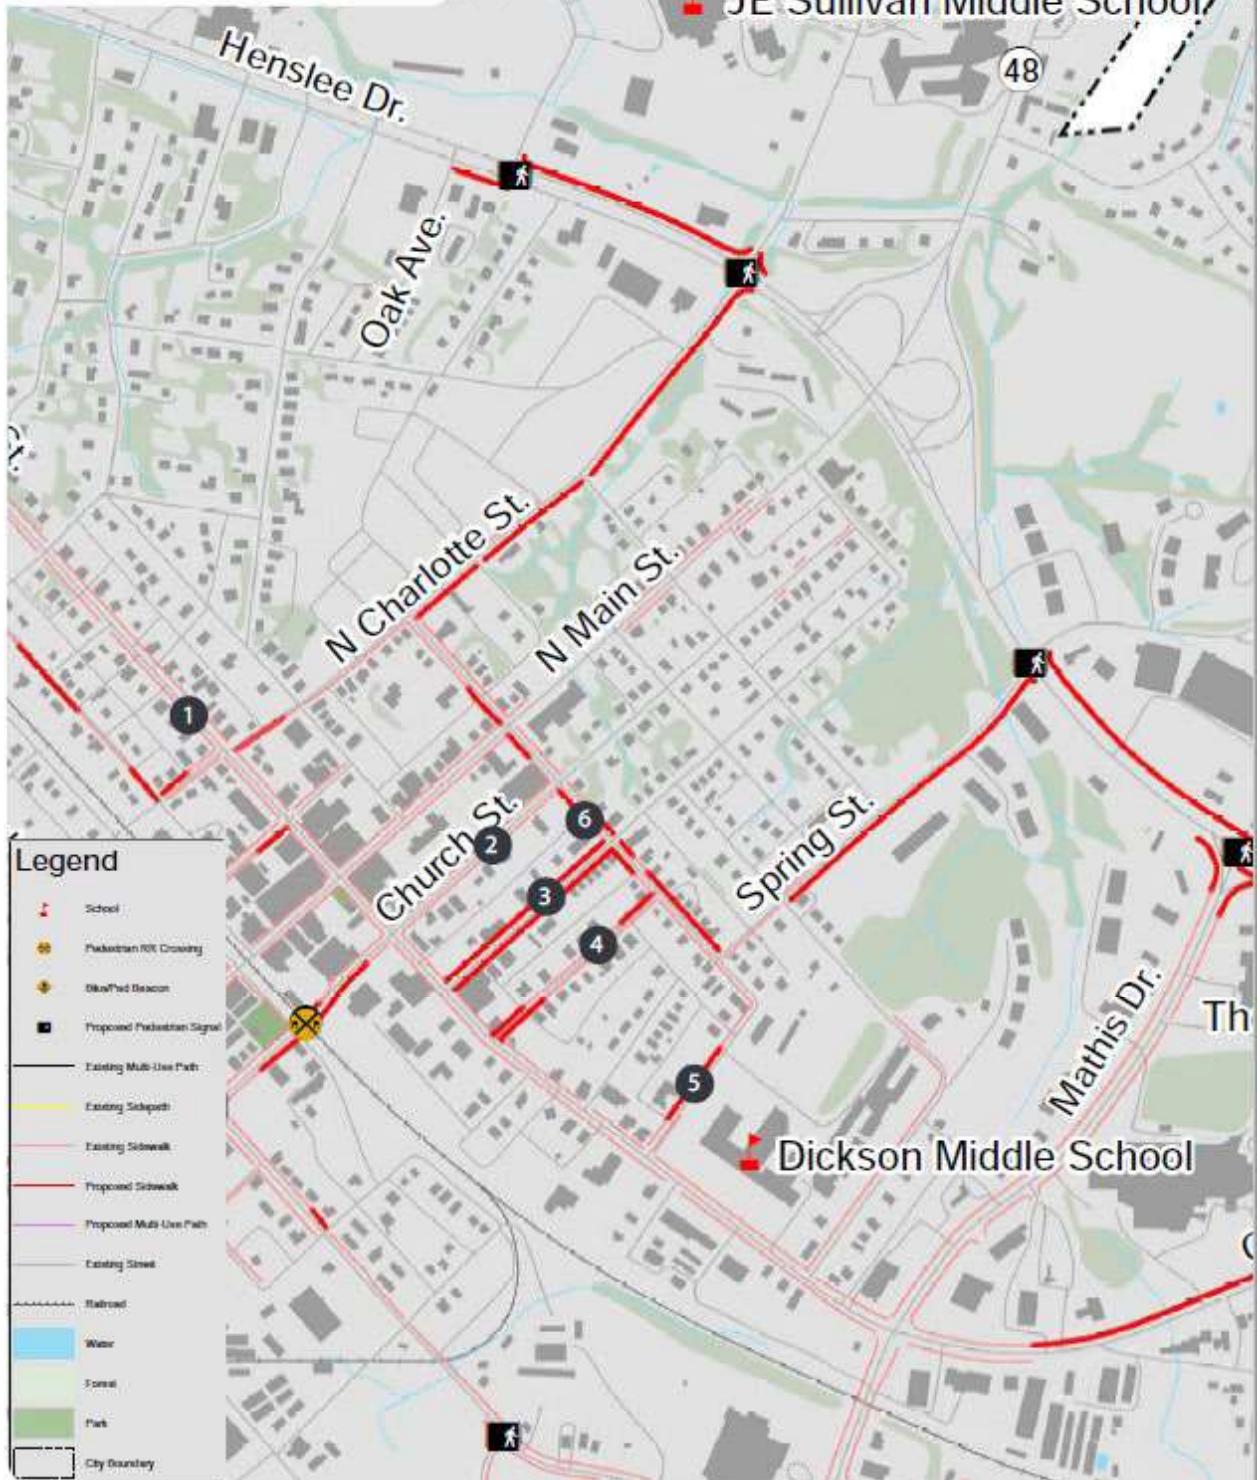 JE Sullivan Middle School
Henslee Dr.
48
Oak Ave.
N Charlotte St.
N Main St.
1
Church St.
2
6
3
4
Spring St.
5
Mathis Dr.
Th
Dickson Middle School
Legend
School
Pedestrian RR Crossing
Bike/Ped Beacon
Proposed Pedestrian Signal
Existing Multi-Use Path
Existing Sidepath
Existing Sidewalk
Proposed Sidewalk
Proposed Multi-Use Path
Existing Street
Railroad
Water
Forest
Park
City Boundary